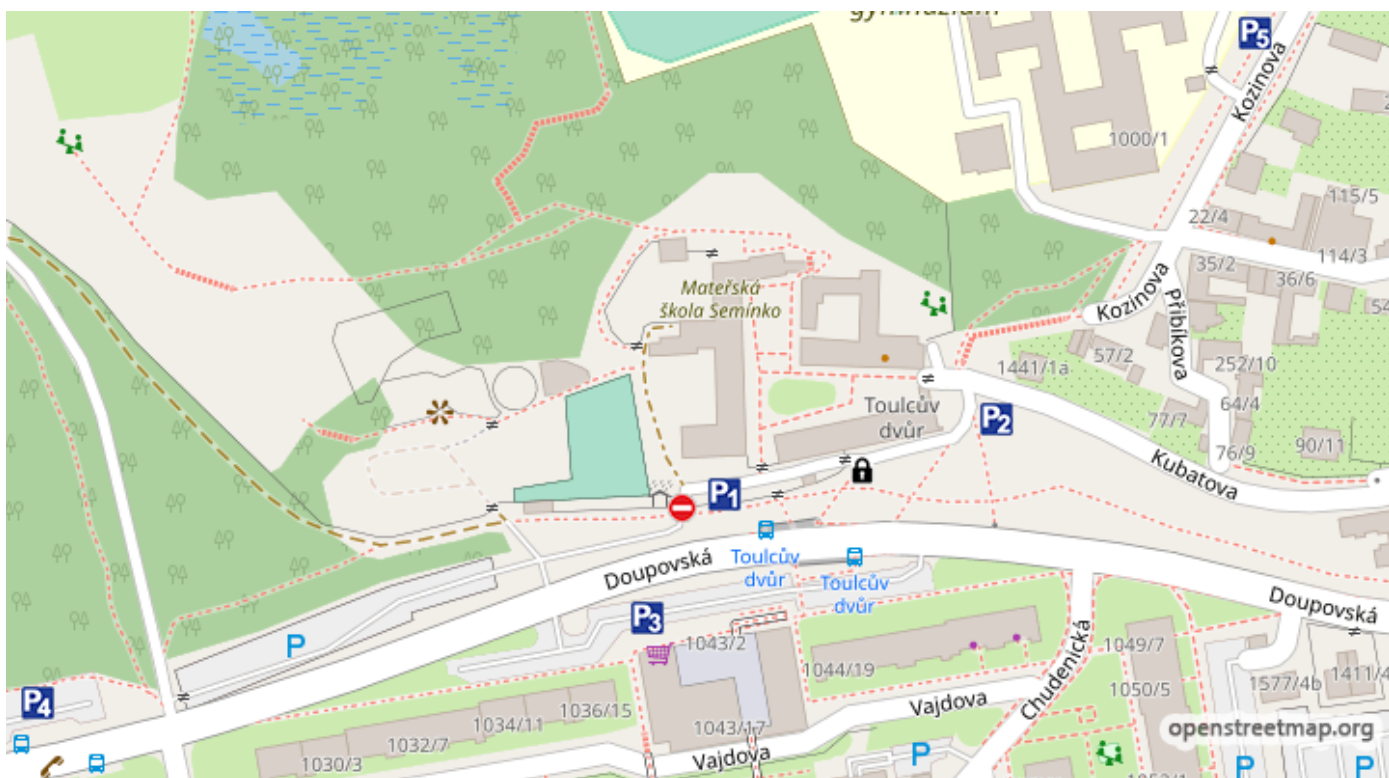 gymnázium
P5
Kozinova
1000/1
115/5
22/4
114/3
35/2
36/6
54
Mateřská
škola Semínko
Kozinova
Přibíkova
57/2
1441/1a
252/10
64/4
77/7
76/9
90/11
Toulcův
dvůr
P2
Kubatova
P1
Doupovská
Toulcův
dvůr
Toulcův
dvůr
Doupovská
P3
P
1043/2
1044/19
Chudenická
1049/7
1050/5
1577/4b
1411/4
P4
1036/15
1034/11
1032/7
1030/3
1043/17
Vajdova
Vajdova
openstreetmap.org
P
P
P